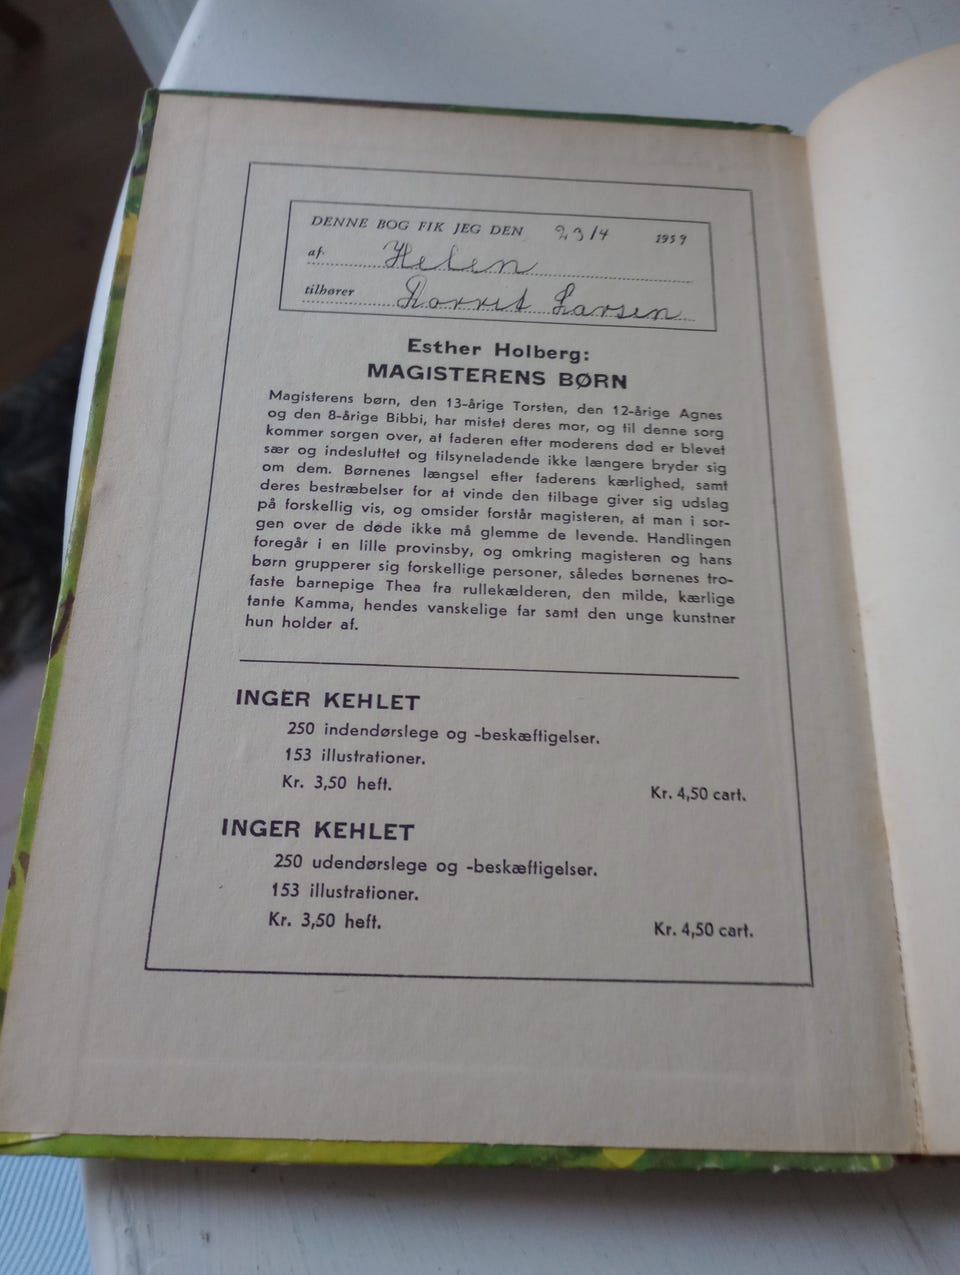 DENNE BOG FIK JEG DEN 23/4 1959
af Helen
tilhører Dorrit Larsen
Esther Holberg:
MAGISTERENS BØRN
Magisterens børn, den 13-årige Torsten, den 12-årige Agnes
og den 8-årige Bibbi, har mistet deres mor, og til denne sorg
kommer sorgen over, at faderen efter moderens død er blevet
sær og indesluttet og tilsyneladende ikke længere bryder sig
om dem. Børnenes længsel efter faderens kærlighed, samt
deres bestræbelser for at vinde den tilbage giver sig udslag
på forskellig vis, og omsider forstår magisteren, at man i sor-
gen over de døde ikke må glemme de levende. Handlingen
foregår i en lille provinsby, og omkring magisteren og hans
børn grupperer sig forskellige personer, således børnenes tro-
faste barnepige Thea fra rullekælderen, den milde, kærlige
tante Kamma, hendes vanskelige far samt den unge kunstner
hun holder af.
INGER KEHLET
250 indendørslege og -beskæftigelser.
153 illustrationer.
Kr. 3,50 heft. Kr. 4,50 cart.
INGER KEHLET
250 udendørslege og -beskæftigelser.
153 illustrationer.
Kr. 3,50 heft. Kr. 4,50 cart.